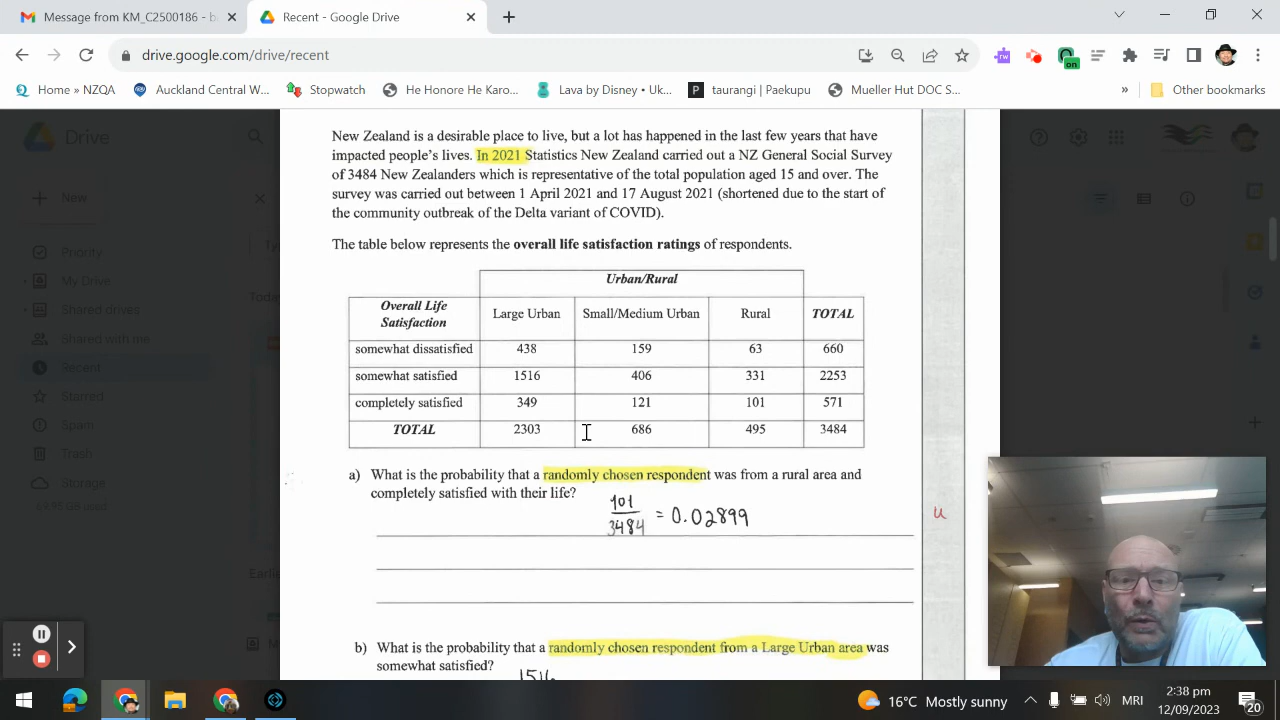 Message from KM_C2500186 - b
Recent - Google Drive
drive.google.com/drive/recent
rw
on
Home » NZQA
Auckland Central W...
Stopwatch
He Honore He Karo...
Lava by Disney • Uk...
P
taurangi | Paekupu
Mueller Hut DOC S...
»
Other bookmarks
Drive
New
Priority
My Drive
Shared drives
Shared with me
Recent
Starred
Spam
Trash
Storage
New Zealand is a desirable place to live, but a lot has happened in the last few years that have
impacted people's lives. In 2021 Statistics New Zealand carried out a NZ General Social Survey
of 3484 New Zealanders which is representative of the total population aged 15 and over. The
survey was carried out between 1 April 2021 and 17 August 2021 (shortened due to the start of
the community outbreak of the Delta variant of COVID).
The table below represents the overall life satisfaction ratings of respondents.
Urban/Rural
Overall Life Satisfaction Large Urban Small/Medium Urban Rural TOTAL
somewhat dissatisfied 438 159 63 660
somewhat satisfied 1516 406 331 2253
completely satisfied 349 121 101 571
TOTAL 2303 686 495 3484
a) What is the probability that a randomly chosen respondent was from a rural area and
completely satisfied with their life?
101
3484 = 0.02899
u
b) What is the probability that a randomly chosen respondent from a Large Urban area was
somewhat satisfied?
1516
16°C Mostly sunny
MRI
2:38 pm
12/09/2023
20